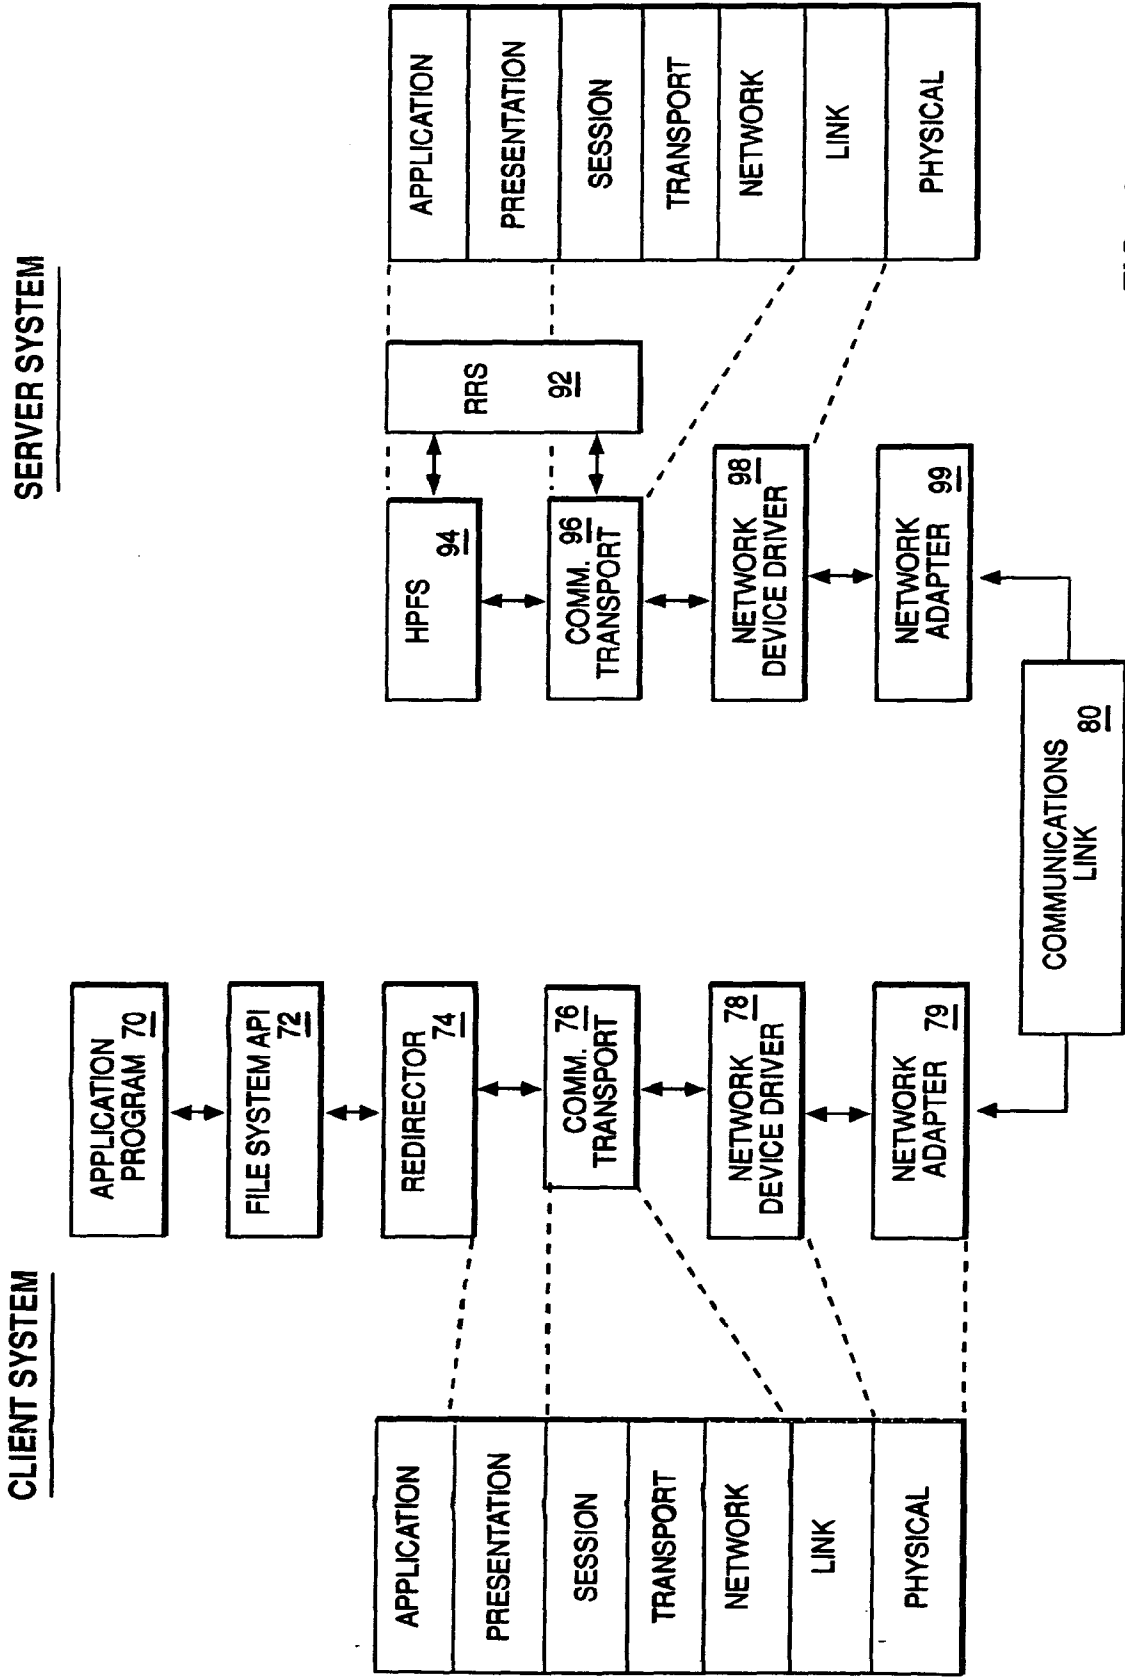 CLIENT SYSTEM
SERVER SYSTEM
APPLICATION
PRESENTATION
SESSION
TRANSPORT
NETWORK
LINK
PHYSICAL
APPLICATION
PROGRAM 70
FILE SYSTEM API
72
REDIRECTOR
74
COMM. 76
TRANSPORT
NETWORK 78
DEVICE DRIVER
NETWORK
ADAPTER 79
COMMUNICATIONS
LINK
80
HPFS
94
COMM. 96
TRANSPORT
NETWORK 98
DEVICE DRIVER
NETWORK
ADAPTER 99
RRS
92
APPLICATION
PRESENTATION
SESSION
TRANSPORT
NETWORK
LINK
PHYSICAL